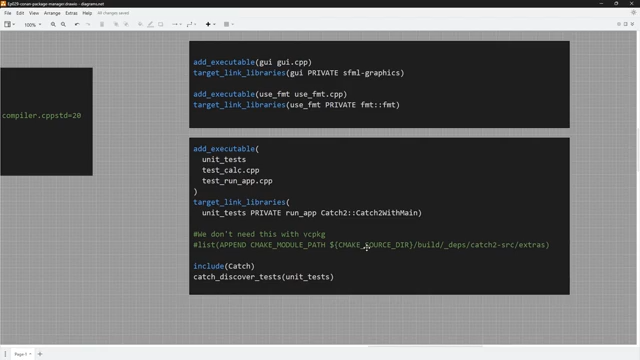 Ep029-conan-package-manager.drawio - diagrams.net
File Edit View Arrange Extras Help All changes saved
100%
compiler.cppstd=20
add_executable(gui gui.cpp)
target_link_libraries(gui PRIVATE sfml-graphics)
add_executable(use_fmt use_fmt.cpp)
target_link_libraries(use_fmt PRIVATE fmt::fmt)
add_executable(
unit_tests
test_calc.cpp
test_run_app.cpp
)
target_link_libraries(
unit_tests PRIVATE run_app Catch2::Catch2WithMain)
#We don't need this with vcpkg
#list(APPEND CMAKE_MODULE_PATH ${CMAKE_SOURCE_DIR}/build/_deps/catch2-src/extras)
include(Catch)
catch_discover_tests(unit_tests)
Page-1